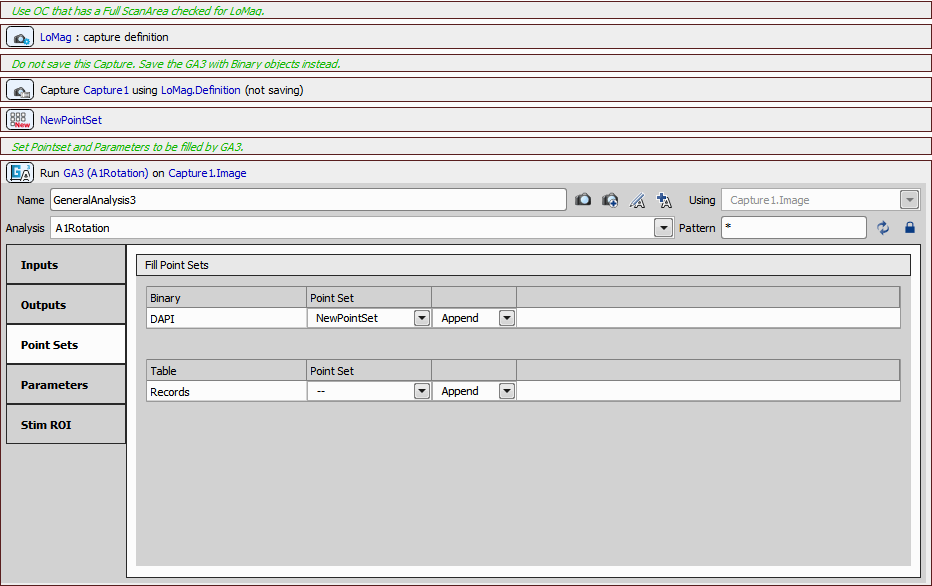 Use OC that has a Full ScanArea checked for LoMag.
LoMag : capture definition
Do not save this Capture. Save the GA3 with Binary objects instead.
Capture Capture1 using LoMag.Definition (not saving)
New NewPointSet
Set Pointset and Parameters to be filled by GA3.
Run GA3 (A1Rotation) on Capture1.Image
Name GeneralAnalysis3 Using Capture1.Image
Analysis A1Rotation Pattern *
Inputs
Outputs
Point Sets
Parameters
Stim ROI
Fill Point Sets
Binary Point Set
DAPI NewPointSet Append
Table Point Set
Records -- Append